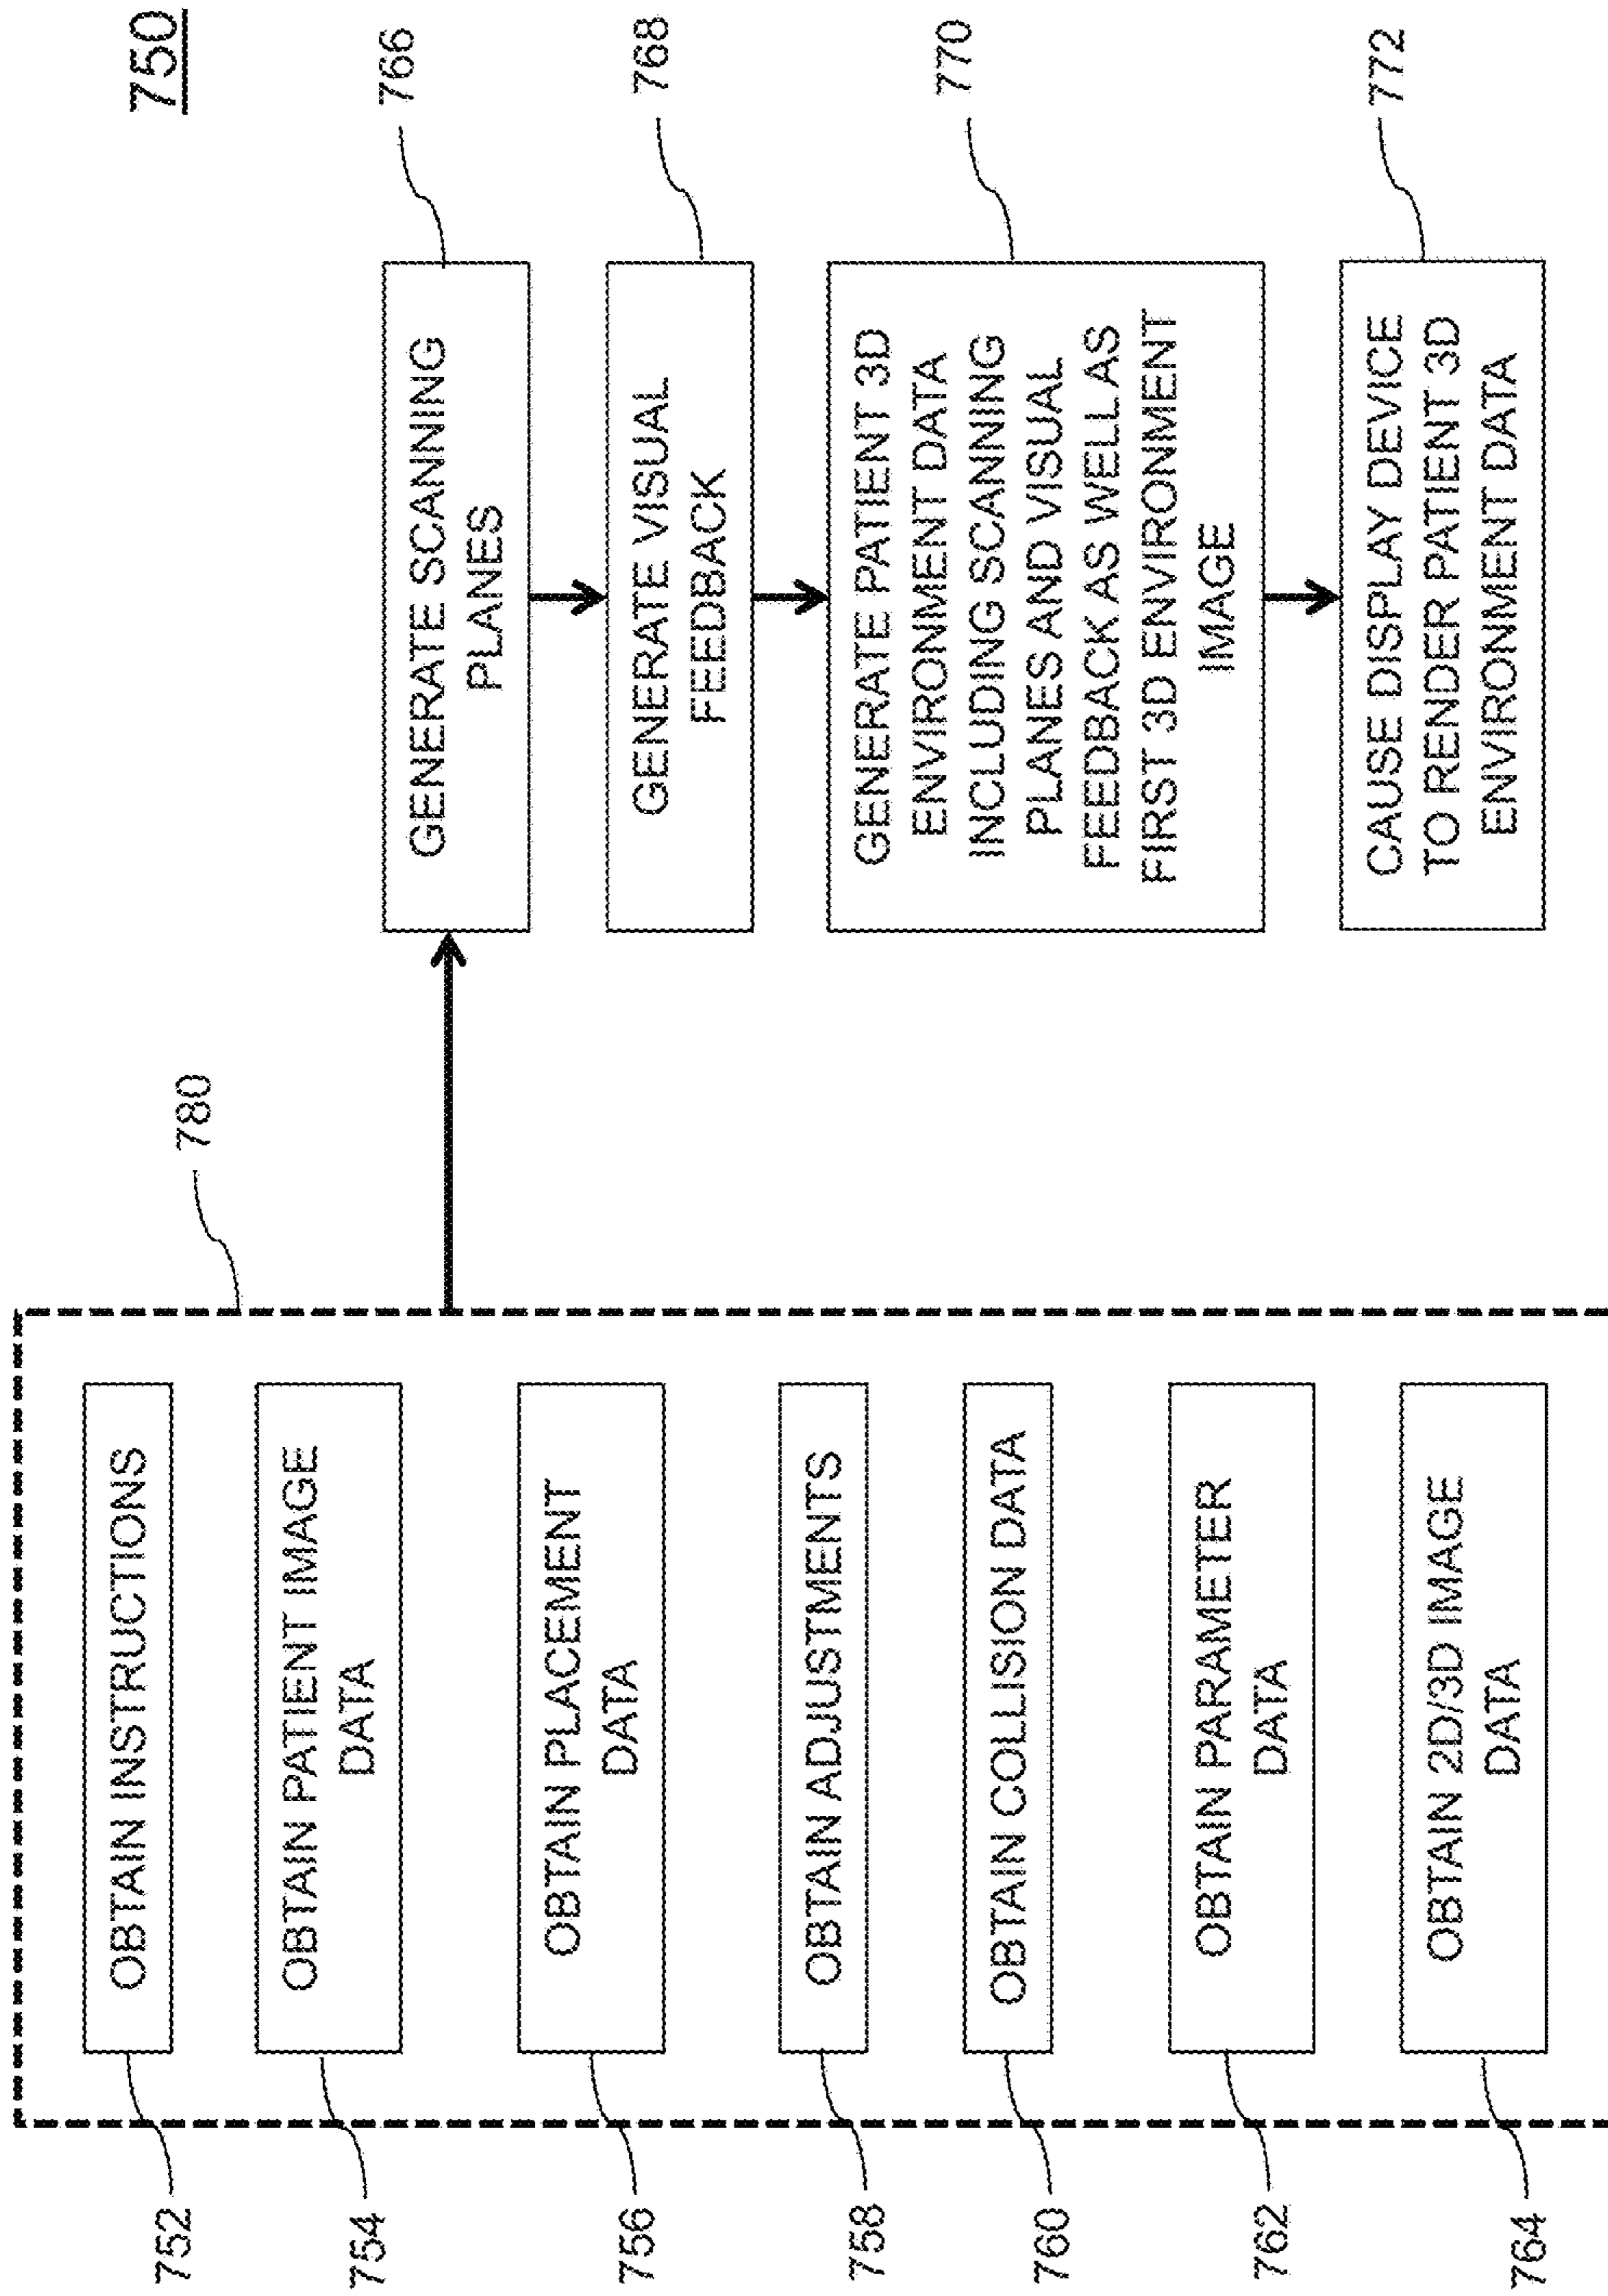 750
780
752
OBTAIN INSTRUCTIONS
754
OBTAIN PATIENT IMAGE
DATA
756
OBTAIN PLACEMENT
DATA
758
OBTAIN ADJUSTMENTS
760
OBTAIN COLLISION DATA
762
OBTAIN PARAMETER
DATA
764
OBTAIN 2D/3D IMAGE
DATA
766
GENERATE SCANNING
PLANES
768
GENERATE VISUAL
FEEDBACK
770
GENERATE PATIENT 3D
ENVIRONMENT DATA
INCLUDING SCANNING
PLANES AND VISUAL
FEEDBACK AS WELL AS
FIRST 3D ENVIRONMENT
IMAGE
772
CAUSE DISPLAY DEVICE
TO RENDER PATIENT 3D
ENVIRONMENT DATA